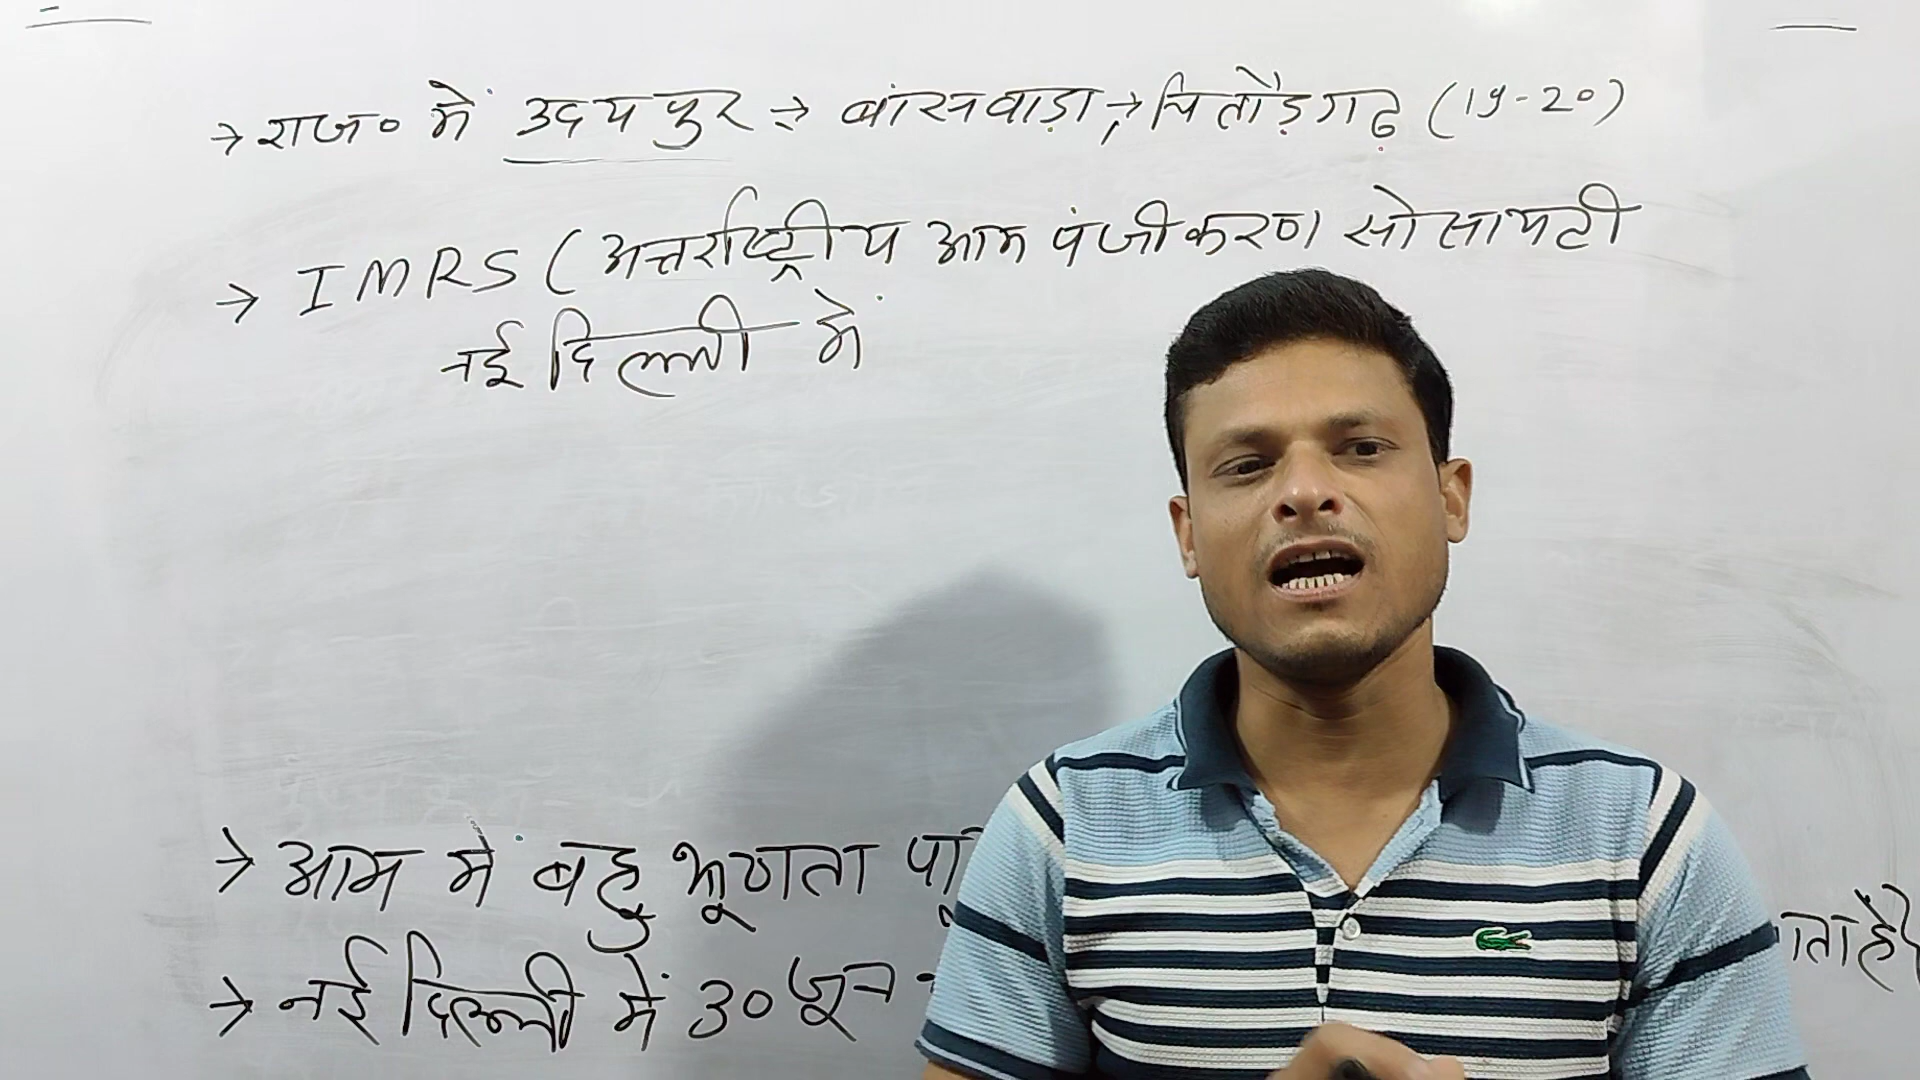 → राज० में उदयपुर → बांसवाड़ा, → चितौड़गढ़ (19-20)
→ IMRS (अन्तर्राष्ट्रीय आम पंजीकरण सोसायटी
नई दिल्ली में
→ आम में बहु भ्रूणता पा
→ नई दिल्ली में 30 जून
ाता है